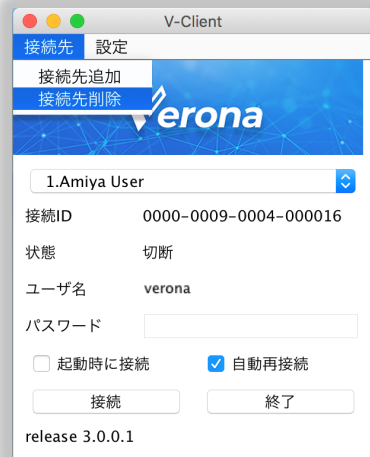 V-Client
接続先 設定
接続先追加
接続先削除
Verona
1.Amiya User
接続ID 0000-0009-0004-000016
状態 切断
ユーザ名 verona
パスワード
起動時に接続 自動再接続
接続 終了
release 3.0.0.1